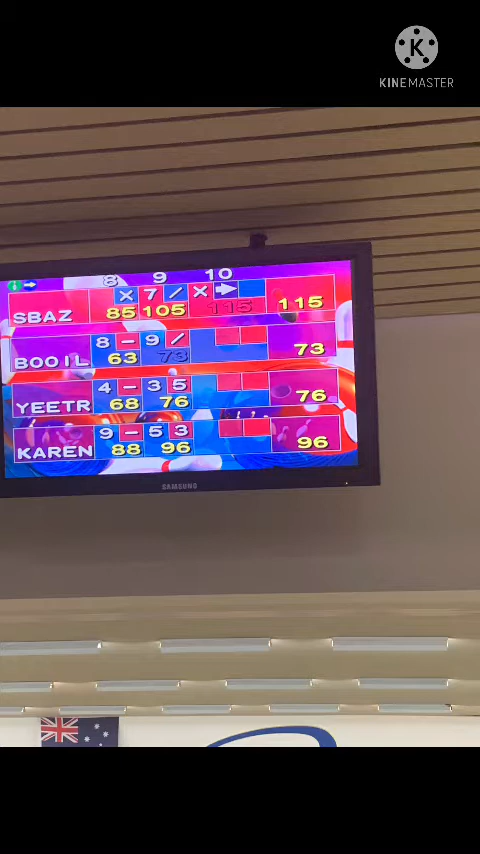 KINEMASTER
8 9 10
X 7 / X
SBAZ 85 105 115 115
8 - 9 /
BOOIL 63 73 73
4 - 3 5
YEETR 68 76 76
9 - 5 3
KAREN 88 96 96
SAMSUNG